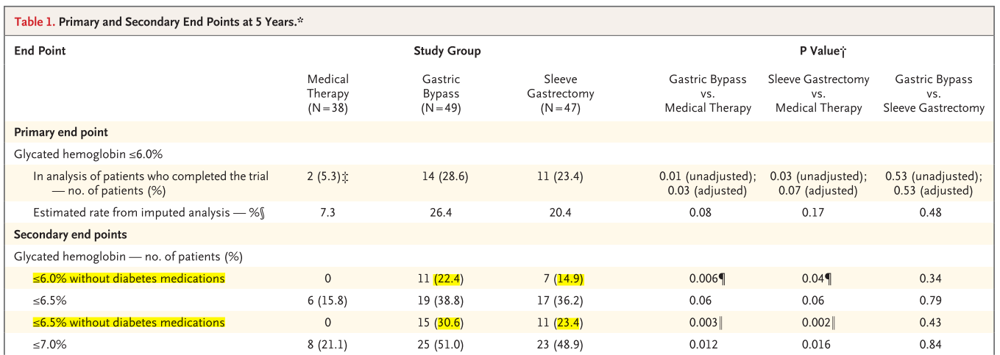 Table 1. Primary and Secondary End Points at 5 Years.*
End Point Study Group P Value†
Medical Therapy (N=38) Gastric Bypass (N=49) Sleeve Gastrectomy (N=47) Gastric Bypass vs. Medical Therapy Sleeve Gastrectomy vs. Medical Therapy Gastric Bypass vs. Sleeve Gastrectomy
Primary end point
Glycated hemoglobin ≤6.0%
In analysis of patients who completed the trial 2 (5.3)‡ 14 (28.6) 11 (23.4) 0.01 (unadjusted); 0.03 (unadjusted); 0.53 (unadjusted);
— no. of patients (%) 0.03 (adjusted) 0.07 (adjusted) 0.53 (adjusted)
Estimated rate from imputed analysis — %§ 7.3 26.4 20.4 0.08 0.17 0.48
Secondary end points
Glycated hemoglobin — no. of patients (%)
≤6.0% without diabetes medications 0 11 (22.4) 7 (14.9) 0.006¶ 0.04¶ 0.34
≤6.5% 6 (15.8) 19 (38.8) 17 (36.2) 0.06 0.06 0.79
≤6.5% without diabetes medications 0 15 (30.6) 11 (23.4) 0.003‖ 0.002‖ 0.43
≤7.0% 8 (21.1) 25 (51.0) 23 (48.9) 0.012 0.016 0.84